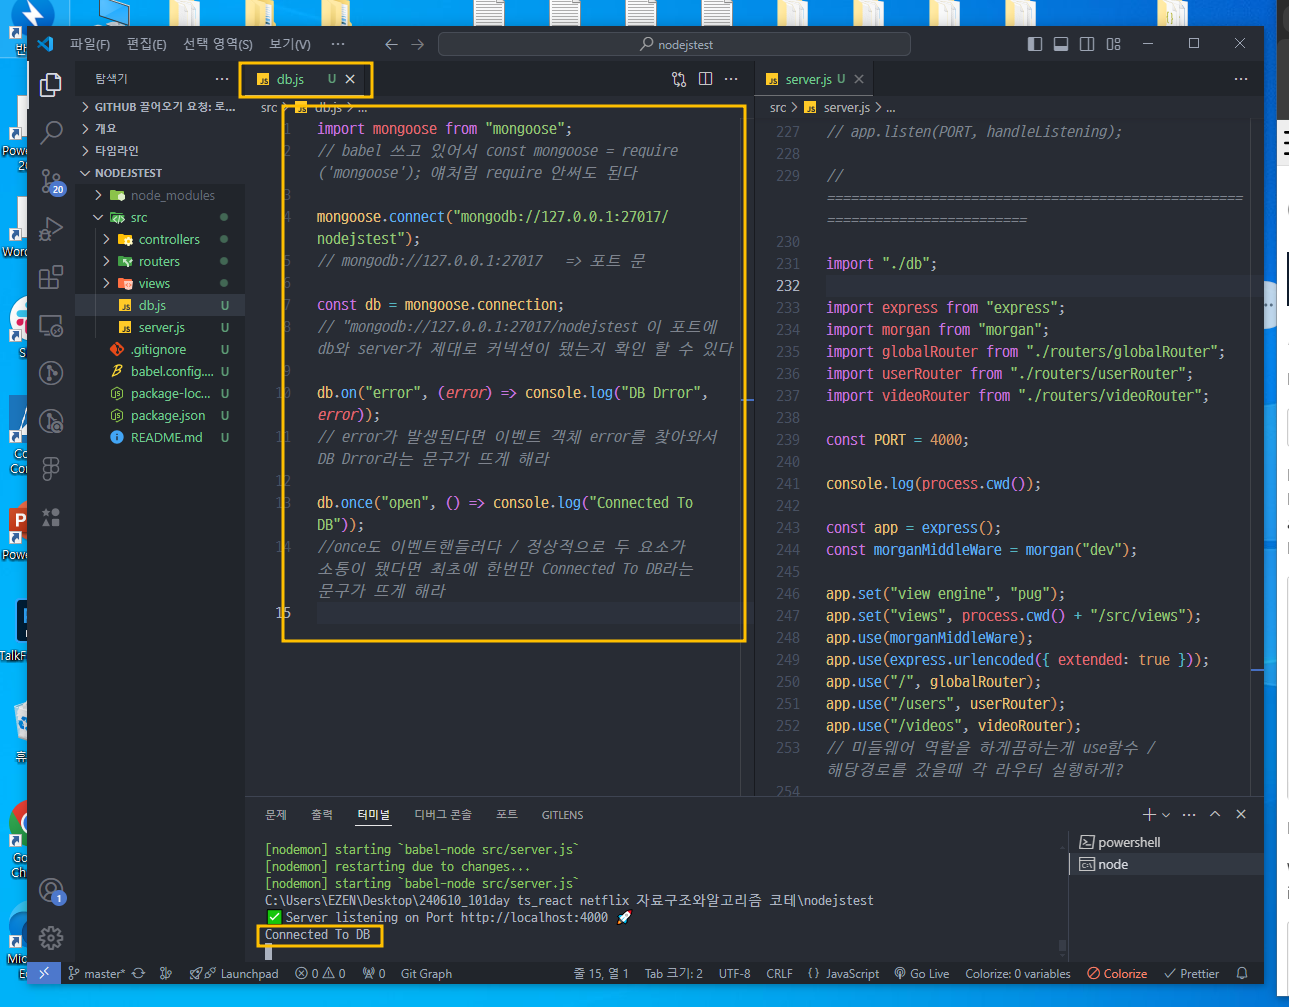 파일(F) 편집(E) 선택 영역(S) 보기(V) ··· nodejstest
탐색기
GITHUB 끌어오기 요청: 로...
개요
타임라인
NODEJSTEST
node_modules
src
controllers
routers
views
db.js U
server.js U
.gitignore U
babel.config.... U
package-loc... U
package.json U
README.md U
20
1
db.js U
src > db.js > ...
1 import mongoose from "mongoose";
2 // babel 쓰고 있어서 const mongoose = require
('mongoose'); 얘처럼 require 안써도 된다
3
4 mongoose.connect("mongodb://127.0.0.1:27017/
nodejstest");
5 // mongodb://127.0.0.1:27017 => 포트 문
6
7 const db = mongoose.connection;
8 // "mongodb://127.0.0.1:27017/nodejstest 이 포트에
db와 server가 제대로 커넥션이 됐는지 확인 할 수 있다
9
10 db.on("error", (error) => console.log("DB Drror",
error));
11 // error가 발생된다면 이벤트 객체 error를 찾아와서
DB Drror라는 문구가 뜨게 해라
12
13 db.once("open", () => console.log("Connected To
DB"));
14 //once도 이벤트핸들러다 / 정상적으로 두 요소가
소통이 됐다면 최초에 한번만 Connected To DB라는
문구가 뜨게 해라
15
server.js U
src > server.js > ...
227 // app.listen(PORT, handleListening);
228
229 //
====================================================
=========================
230
231 import "./db";
232
233 import express from "express";
234 import morgan from "morgan";
235 import globalRouter from "./routers/globalRouter";
236 import userRouter from "./routers/userRouter";
237 import videoRouter from "./routers/videoRouter";
238
239 const PORT = 4000;
240
241 console.log(process.cwd());
242
243 const app = express();
244 const morganMiddleWare = morgan("dev");
245
246 app.set("view engine", "pug");
247 app.set("views", process.cwd() + "/src/views");
248 app.use(morganMiddleWare);
249 app.use(express.urlencoded({ extended: true }));
250 app.use("/", globalRouter);
251 app.use("/users", userRouter);
252 app.use("/videos", videoRouter);
253 // 미들웨어 역할을 하게끔하는게 use함수 /
해당경로를 갔을때 각 라우터 실행하게?
254
문제 출력 터미널 디버그 콘솔 포트 GITLENS
[nodemon] starting `babel-node src/server.js`
[nodemon] restarting due to changes...
[nodemon] starting `babel-node src/server.js`
C:\Users\EZEN\Desktop\240610_101day ts_react netflix 자료구조와알고리즘 코테\nodejstest
✅ Server listening on Port http://localhost:4000 🚀
Connected To DB
powershell
node
master* Launchpad 0 0 0 Git Graph 줄 15, 열 1 Tab 크기: 2 UTF-8 CRLF {} JavaScript Go Live Colorize: 0 variables Colorize Prettier